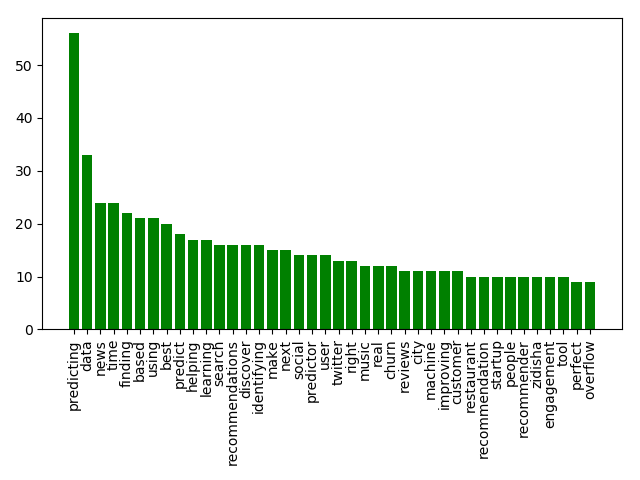 50
40
30
20
10
0
predicting
data
news
time
finding
based
using
best
predict
helping
learning
search
recommendations
discover
identifying
make
next
social
predictor
user
twitter
right
music
real
churn
reviews
city
machine
improving
customer
restaurant
recommendation
startup
people
recommender
zidisha
engagement
tool
perfect
overflow